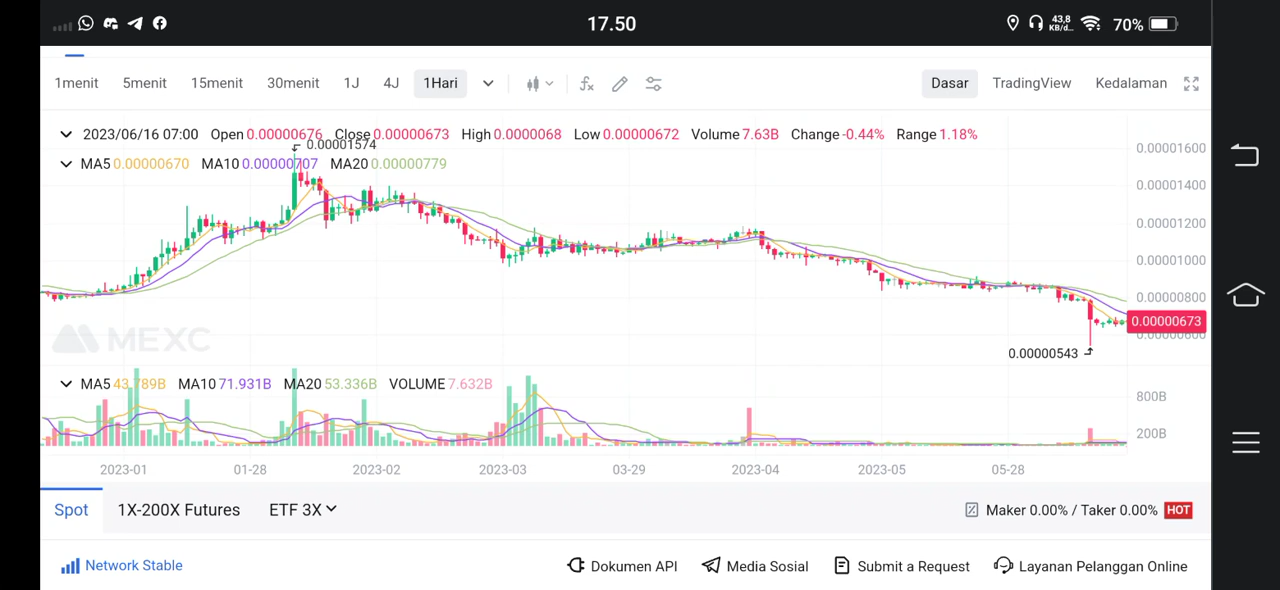 17.50
43,8
KB/d...
70%
1menit 5menit 15menit 30menit 1J 4J 1Hari
Dasar TradingView Kedalaman
2023/06/16 07:00 Open 0.00000676 Close 0.00000673 High 0.0000068 Low 0.00000672 Volume 7.63B Change -0.44% Range 1.18%
0.00001574
MA5 0.00000670 MA10 0.00000707 MA20 0.00000779
0.00001600
0.00001400
0.00001200
0.00001000
0.00000800
0.00000673
0.00000600
MEXC
0.00000543
MA5 43.789B MA10 71.931B MA20 53.336B VOLUME 7.632B
800B
200B
2023-01 01-28 2023-02 2023-03 03-29 2023-04 2023-05 05-28
Spot 1X-200X Futures ETF 3X
Maker 0.00% / Taker 0.00% HOT
Network Stable
Dokumen API Media Sosial Submit a Request Layanan Pelanggan Online